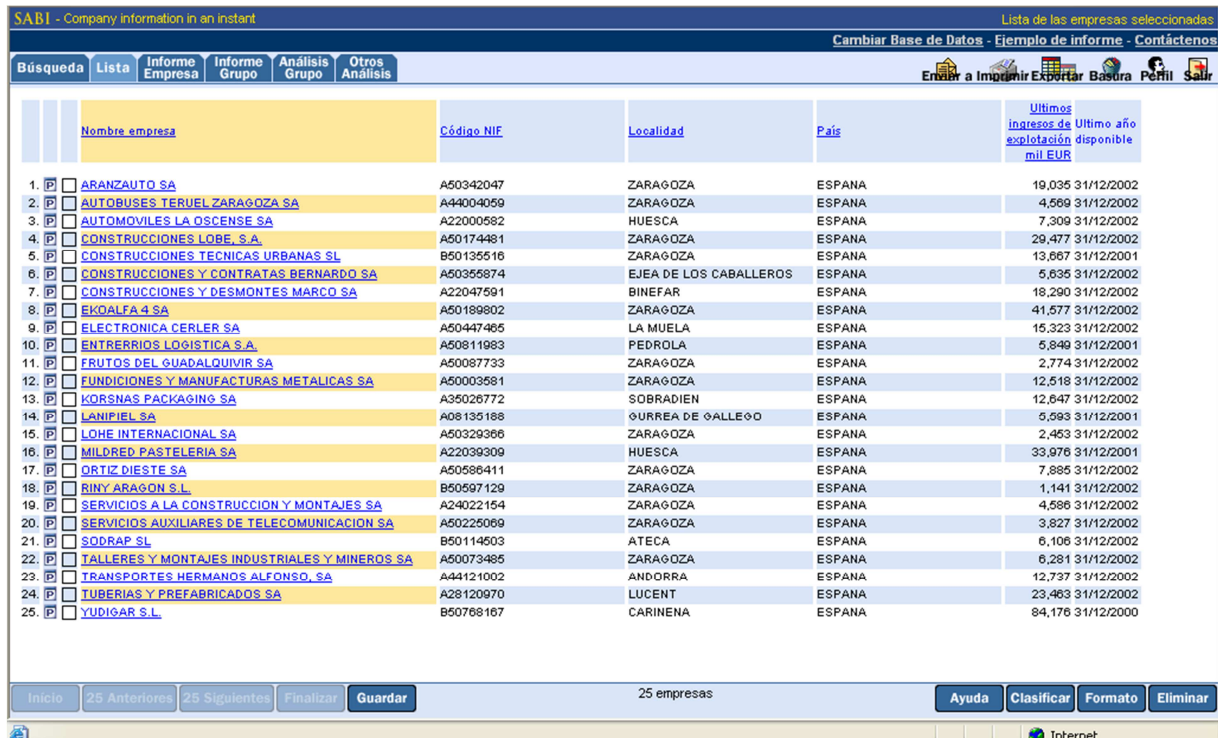 SABI - Company information in an instant Lista de las empresas seleccionadas
Cambiar Base de Datos - Ejemplo de informe - Contáctenos
Búsqueda Lista Informe Empresa Informe Grupo Análisis Grupo Otros Análisis Enviar a Imprimir Exportar Basura Perfil Salir
Nombre empresa Código NIF Localidad País Ultimos ingresos de explotación mil EUR Ultimo año disponible
1. P ARANZAUTO SA A50342047 ZARAGOZA ESPANA 19,035 31/12/2002
2. P AUTOBUSES TERUEL ZARAGOZA SA A44004059 ZARAGOZA ESPANA 4,569 31/12/2002
3. P AUTOMOVILES LA OSCENSE SA A22000582 HUESCA ESPANA 7,309 31/12/2002
4. P CONSTRUCCIONES LOBE, S.A. A50174481 ZARAGOZA ESPANA 29,477 31/12/2002
5. P CONSTRUCCIONES TECNICAS URBANAS SL B50135516 ZARAGOZA ESPANA 13,667 31/12/2001
6. P CONSTRUCCIONES Y CONTRATAS BERNARDO SA A50355874 EJEA DE LOS CABALLEROS ESPANA 5,635 31/12/2002
7. P CONSTRUCCIONES Y DESMONTES MARCO SA A22047591 BINEFAR ESPANA 18,290 31/12/2002
8. P EKOALFA 4 SA A50189802 ZARAGOZA ESPANA 41,577 31/12/2002
9. P ELECTRONICA CERLER SA A50447465 LA MUELA ESPANA 15,323 31/12/2002
10. P ENTRERRIOS LOGISTICA S.A. A50811983 PEDROLA ESPANA 5,849 31/12/2001
11. P FRUTOS DEL GUADALQUIVIR SA A50087733 ZARAGOZA ESPANA 2,774 31/12/2002
12. P FUNDICIONES Y MANUFACTURAS METALICAS SA A50003581 ZARAGOZA ESPANA 12,518 31/12/2002
13. P KORSNAS PACKAGING SA A35026772 SOBRADIEN ESPANA 12,647 31/12/2002
14. P LANIPIEL SA A08135188 GURREA DE GALLEGO ESPANA 5,593 31/12/2001
15. P LOHE INTERNACIONAL SA A50329366 ZARAGOZA ESPANA 2,453 31/12/2002
16. P MILDRED PASTELERIA SA A22039309 HUESCA ESPANA 33,976 31/12/2001
17. P ORTIZ DIESTE SA A50586411 ZARAGOZA ESPANA 7,885 31/12/2002
18. P RINY ARAGON S.L. B50597129 ZARAGOZA ESPANA 1,141 31/12/2002
19. P SERVICIOS A LA CONSTRUCCION Y MONTAJES SA A24022154 ZARAGOZA ESPANA 4,586 31/12/2002
20. P SERVICIOS AUXILIARES DE TELECOMUNICACION SA A50225069 ZARAGOZA ESPANA 3,827 31/12/2002
21. P SODRAP SL B50114503 ATECA ESPANA 6,106 31/12/2002
22. P TALLERES Y MONTAJES INDUSTRIALES Y MINEROS SA A50073485 ZARAGOZA ESPANA 6,281 31/12/2002
23. P TRANSPORTES HERMANOS ALFONSO, SA A44121002 ANDORRA ESPANA 12,737 31/12/2002
24. P TUBERIAS Y PREFABRICADOS SA A28120970 LUCENT ESPANA 23,463 31/12/2002
25. P YUDIGAR S.L. B50768167 CARINENA ESPANA 84,176 31/12/2000
Início 25 Anteriores 25 Siguientes Finalizar Guardar 25 empresas Ayuda Clasificar Formato Eliminar
Internet